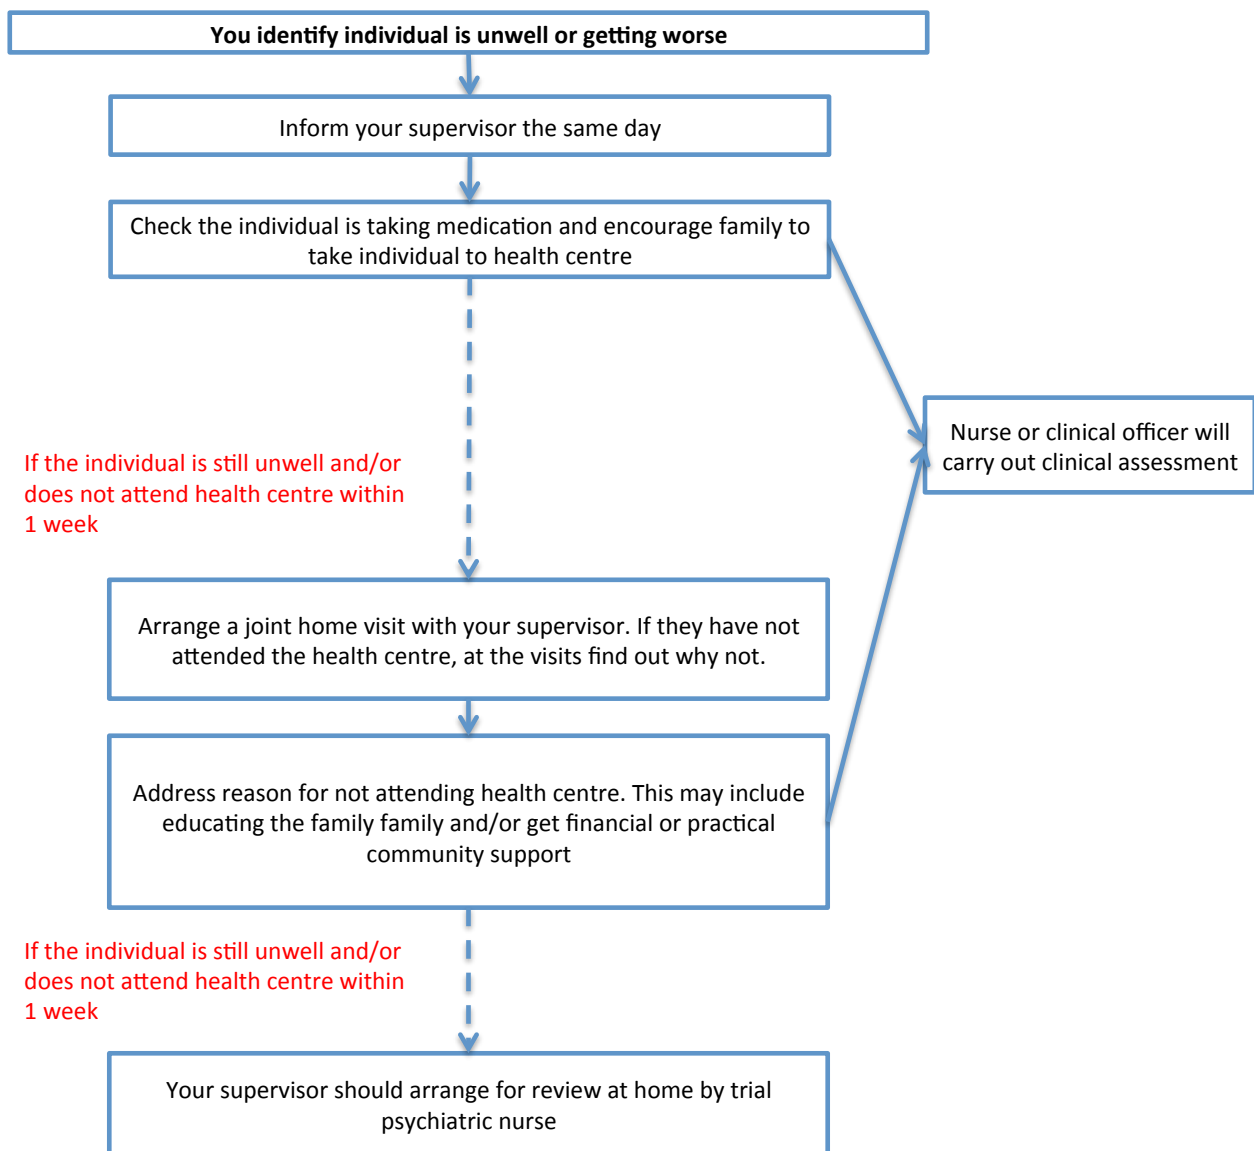 You identify individual is unwell or getting worse
Inform your supervisor the same day
Check the individual is taking medication and encourage family to
take individual to health centre
Nurse or clinical officer will
carry out clinical assessment
If the individual is still unwell and/or
does not attend health centre within
1 week
Arrange a joint home visit with your supervisor. If they have not
attended the health centre, at the visits find out why not.
Address reason for not attending health centre. This may include
educating the family family and/or get financial or practical
community support
If the individual is still unwell and/or
does not attend health centre within
1 week
Your supervisor should arrange for review at home by trial
psychiatric nurse